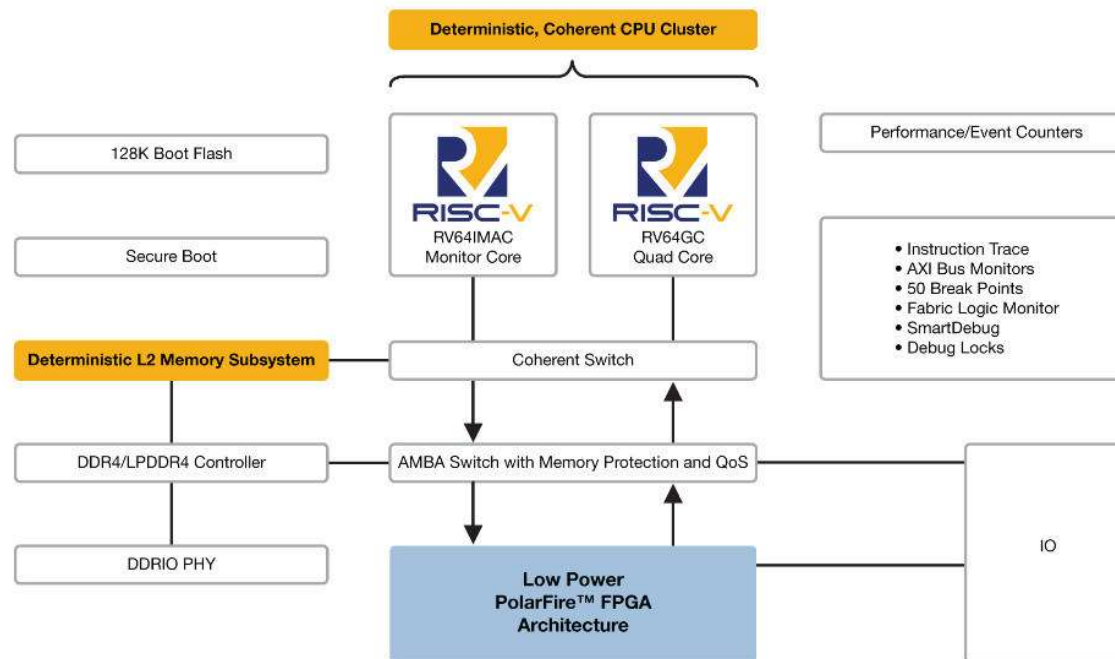 Deterministic, Coherent CPU Cluster
128K Boot Flash
Secure Boot
RISC-V
RV64IMAC
Monitor Core
RISC-V
RV64GC
Quad Core
Performance/Event Counters
• Instruction Trace
• AXI Bus Monitors
• 50 Break Points
• Fabric Logic Monitor
• SmartDebug
• Debug Locks
Deterministic L2 Memory Subsystem
Coherent Switch
DDR4/LPDDR4 Controller
AMBA Switch with Memory Protection and QoS
DDRIO PHY
Low Power
PolarFire™ FPGA
Architecture
IO